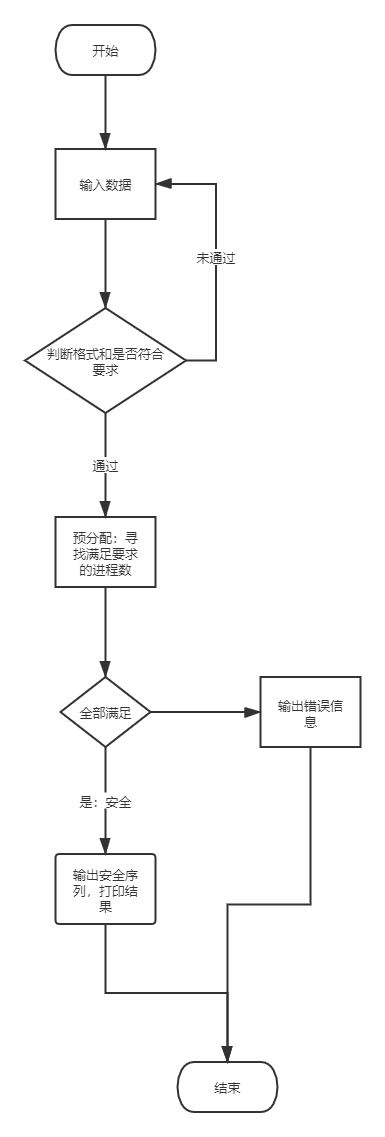 开始
输入数据
未通过
判断格式和是否符合
要求
通过
预分配：寻
找满足要求
的进程数
全部满足
输出错误信
息
是：安全
输出安全序
列，打印结
果
结束